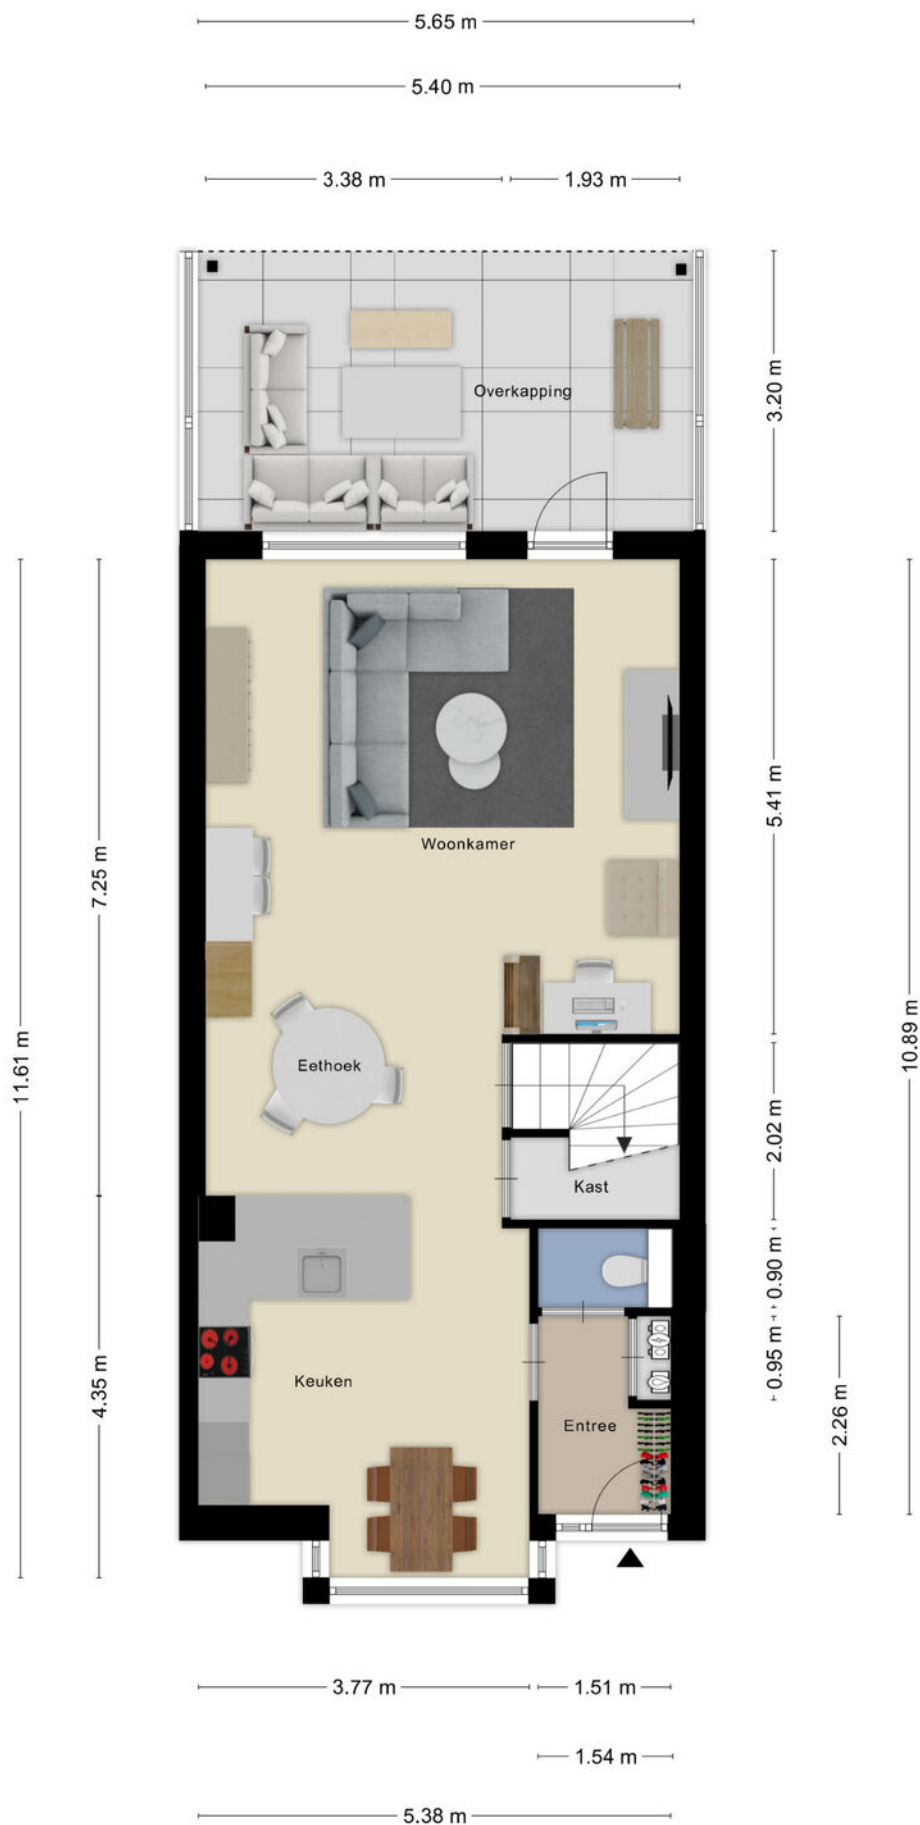 5.65 m
5.40 m
3.38 m
1.93 m
Overkapping
3.20 m
Woonkamer
5.41 m
7.25 m
11.61 m
10.89 m
Eethoek
2.02 m
Kast
0.90 m
0.95 m
Keuken
4.35 m
Entree
2.26 m
3.77 m
1.51 m
1.54 m
5.38 m